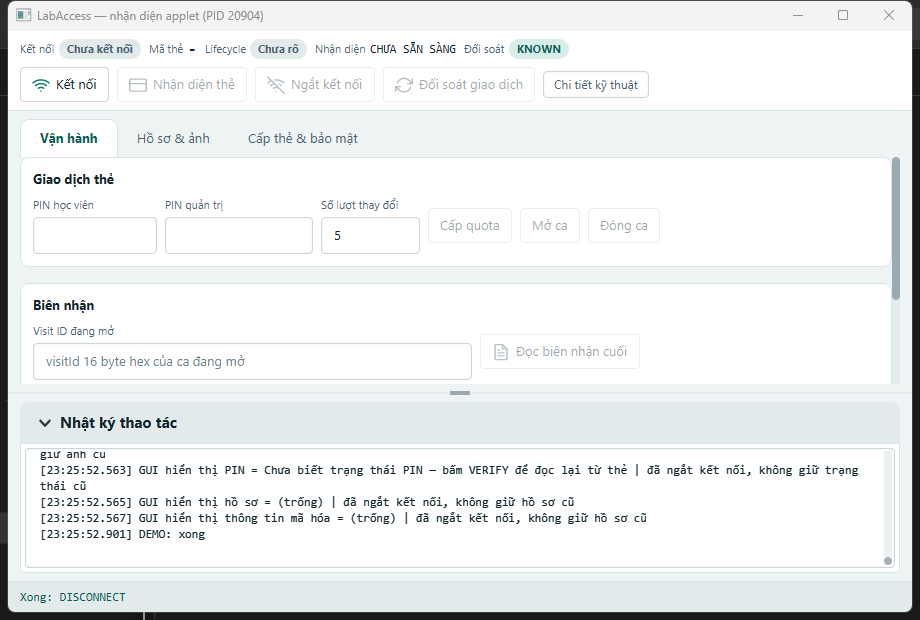 LabAccess — nhận diện applet (PID 20904)
Kết nối Chưa kết nối Mã thẻ – Lifecycle Chưa rõ Nhận diện CHƯA SẴN SÀNG Đối soát KNOWN
Kết nối Nhận diện thẻ Ngắt kết nối Đối soát giao dịch Chi tiết kỹ thuật
Vận hành Hồ sơ & ảnh Cấp thẻ & bảo mật
Giao dịch thẻ
PIN học viên PIN quản trị Số lượt thay đổi
5 Cấp quota Mở ca Đóng ca
Biên nhận
Visit ID đang mở
visitId 16 byte hex của ca đang mở Đọc biên nhận cuối
Nhật ký thao tác
giữ ảnh cũ
[23:25:52.563] GUI hiển thị PIN = Chưa biết trạng thái PIN — bấm VERIFY để đọc lại từ thẻ | đã ngắt kết nối, không giữ trạng
thái cũ
[23:25:52.565] GUI hiển thị hồ sơ = (trống) | đã ngắt kết nối, không giữ hồ sơ cũ
[23:25:52.567] GUI hiển thị thông tin mã hóa = (trống) | đã ngắt kết nối, không giữ hồ sơ cũ
[23:25:52.901] DEMO: xong
Xong: DISCONNECT